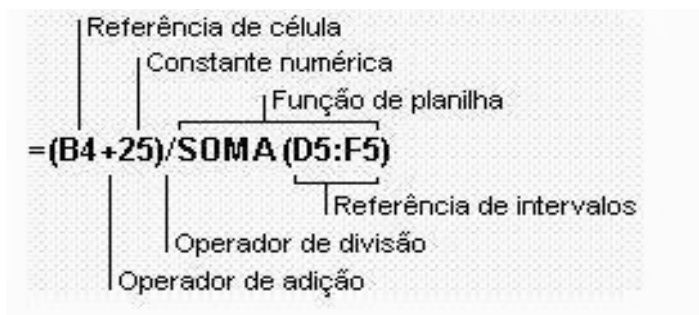 Referência de célula
Constante numérica
Função de planilha
=(B4+25)/SOMA(D5:F5)
Referência de intervalos
Operador de divisão
Operador de adição